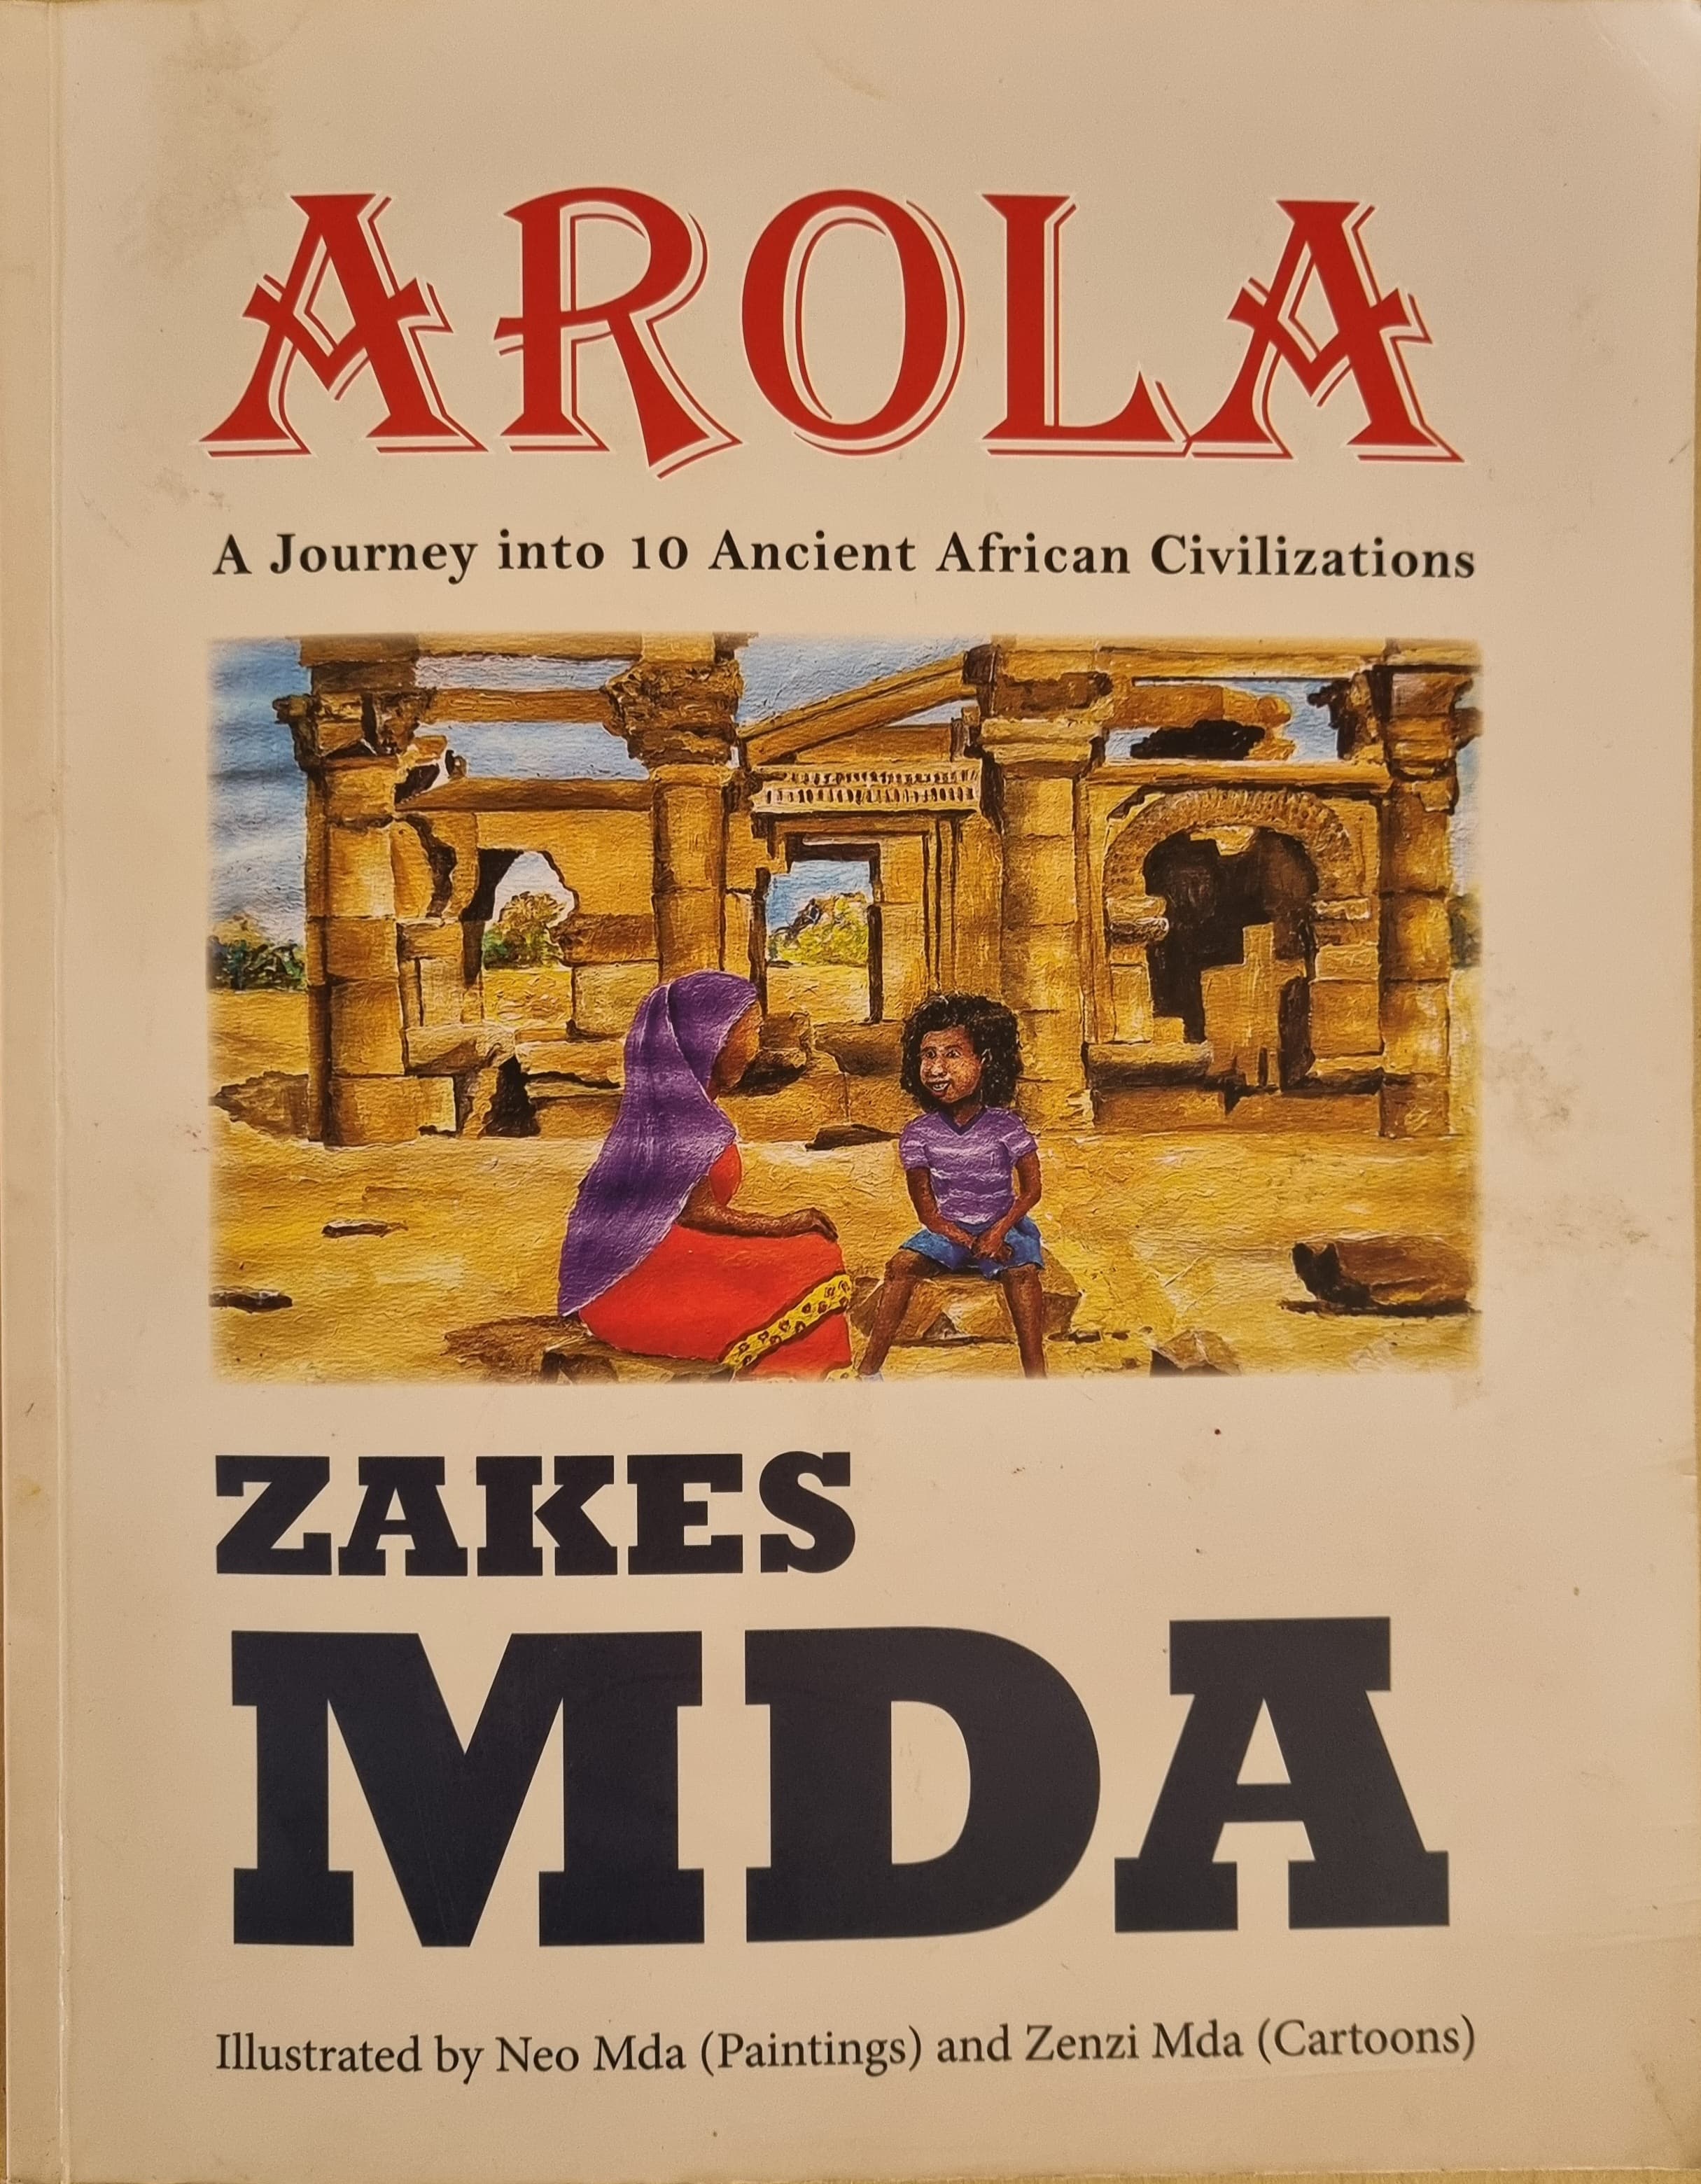 AROLA
A Journey into 10 Ancient African Civilizations
ZAKES
MDA
Illustrated by Neo Mda (Paintings) and Zenzi Mda (Cartoons)